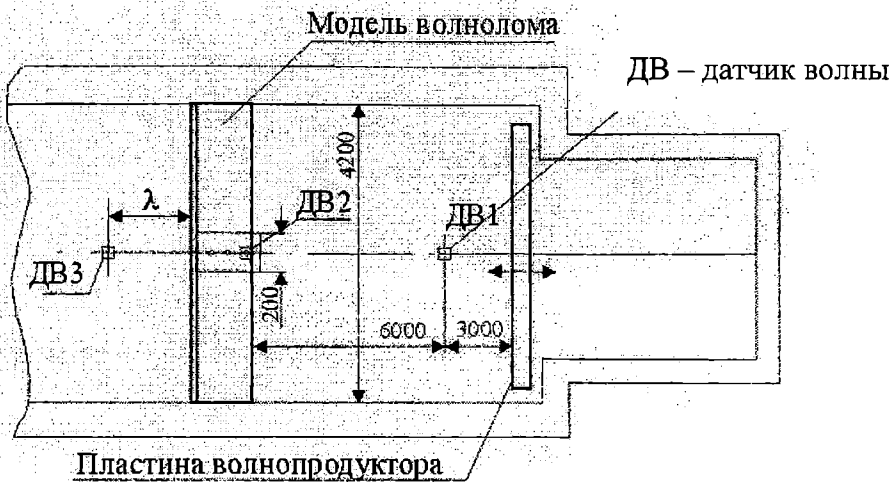 Модель волнолома
ДВ – датчик волны
4200
λ
ДВ2
ДВ1
ДВ3
200
6000
3000
Пластина волнопродуктора